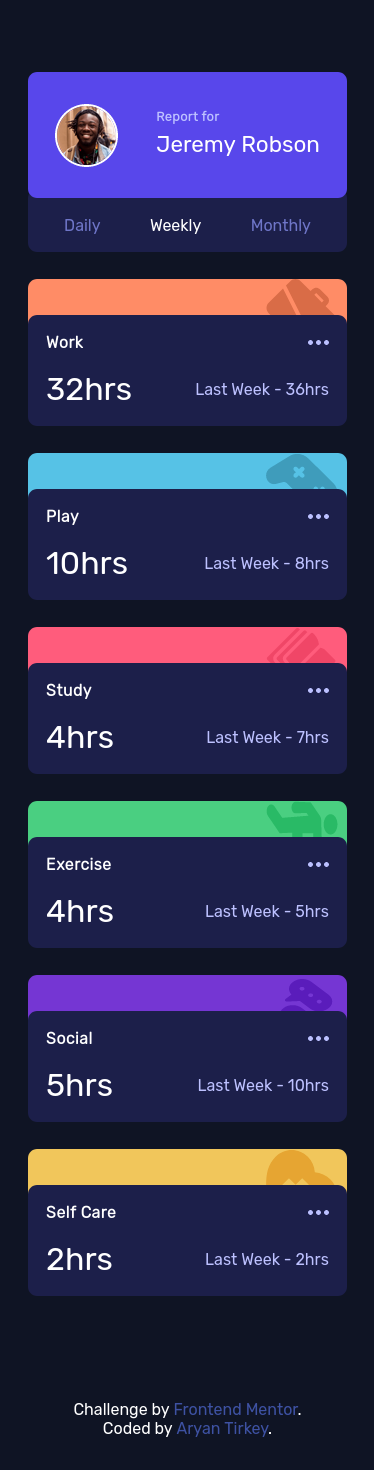 Report for
Jeremy Robson
Daily Weekly Monthly
Work
32hrs Last Week - 36hrs
Play
10hrs Last Week - 8hrs
Study
4hrs Last Week - 7hrs
Exercise
4hrs Last Week - 5hrs
Social
5hrs Last Week - 10hrs
Self Care
2hrs Last Week - 2hrs
Challenge by Frontend Mentor.
Coded by Aryan Tirkey.